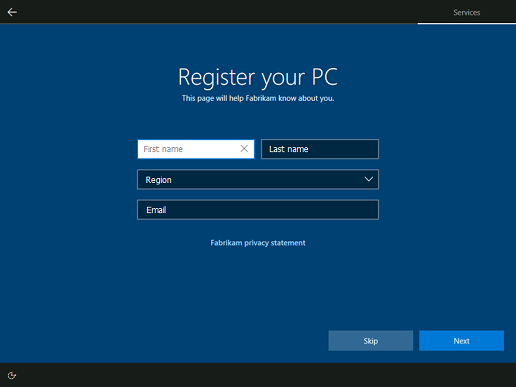 Services
Register your PC
This page will help Fabrikam know about you.
First name
Last name
Region
Email
Fabrikam privacy statement
Skip
Next